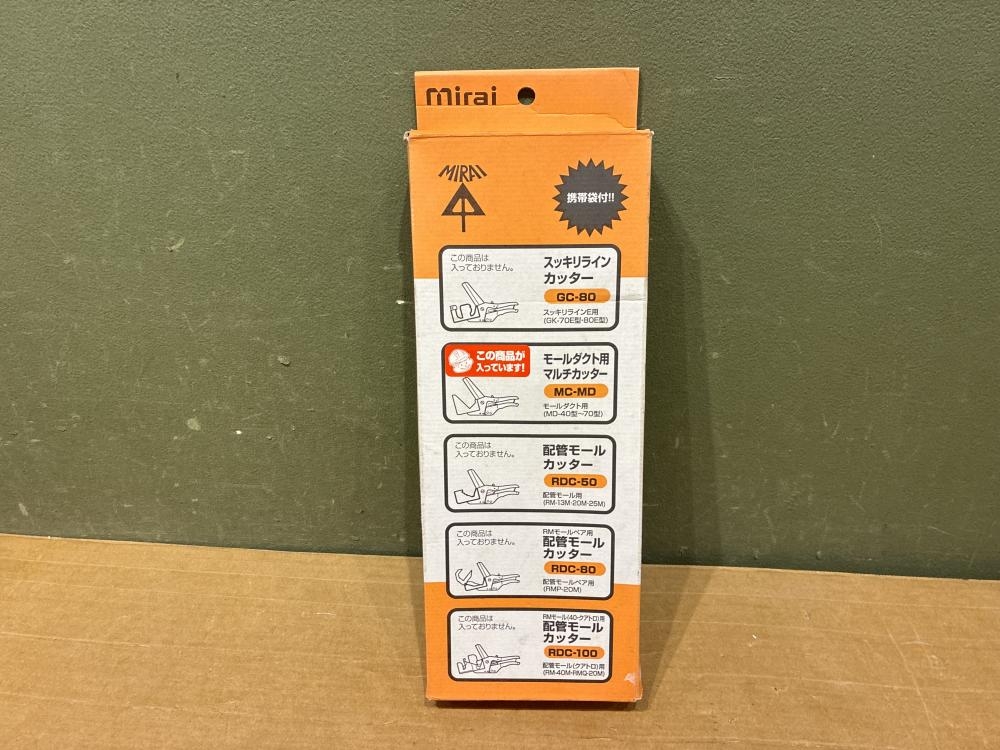 mirai
MIRAI
携帯袋付!!
この商品は
入っておりません。
スッキリライン
カッター
GC-80
スッキリラインE用
(GK-70E型・80E型)
この商品が
入っています!
モールダクト用
マルチカッター
MC-MD
モールダクト用
(MD-40型〜70型)
この商品は
入っておりません。
配管モール
カッター
RDC-50
配管モール用
(RM-13M・20M・25M)
この商品は
入っておりません。
RMモールペア用
配管モール
カッター
RDC-80
配管モールペア用
(RMP-20M)
この商品は
入っておりません。
RMモール(40・クアトロ)用
配管モール
カッター
RDC-100
配管モール(クアトロ)用
(RM-40M・RMQ-20M)